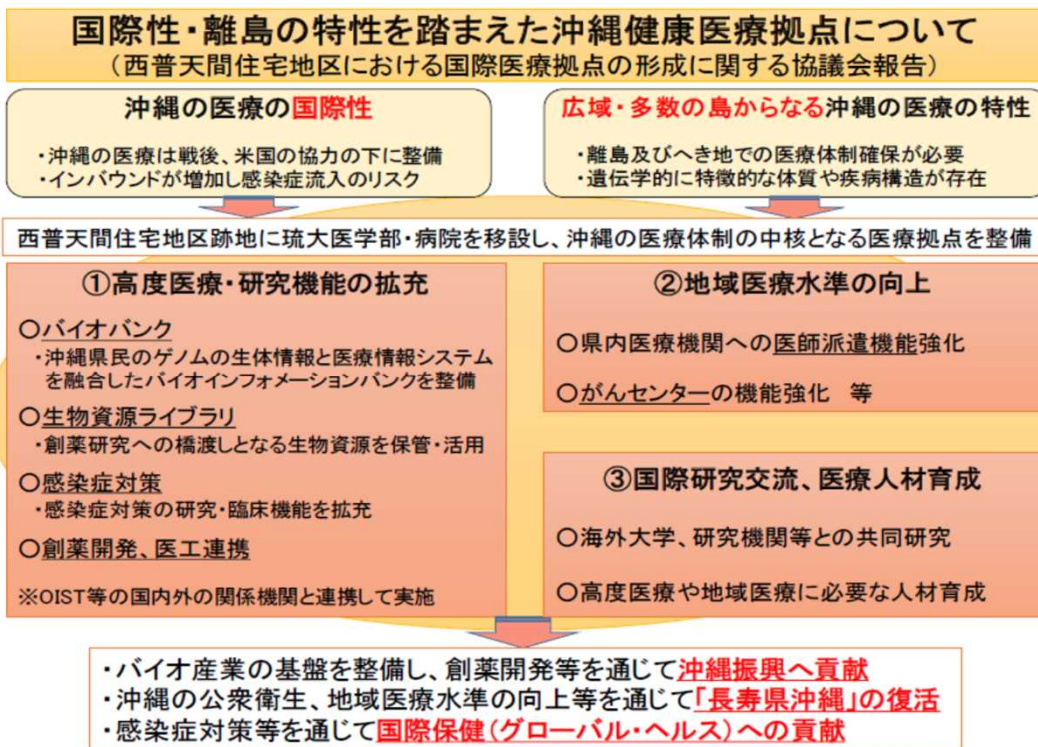 国際性・離島の特性を踏まえた沖縄健康医療拠点について
（西普天間住宅地区における国際医療拠点の形成に関する協議会報告）
沖縄の医療の国際性
・沖縄の医療は戦後、米国の協力の下に整備
・インバウンドが増加し感染症流入のリスク
広域・多数の島からなる沖縄の医療の特性
・離島及びへき地での医療体制確保が必要
・遺伝学的に特徴的な体質や疾病構造が存在
西普天間住宅地区跡地に琉大医学部・病院を移設し、沖縄の医療体制の中核となる医療拠点を整備
①高度医療・研究機能の拡充
○バイオバンク
・沖縄県民のゲノムの生体情報と医療情報システム
を融合したバイオインフォメーションバンクを整備
○生物資源ライブラリ
・創薬研究への橋渡しとなる生物資源を保管・活用
○感染症対策
・感染症対策の研究・臨床機能を拡充
○創薬開発、医工連携
※OIST等の国内外の関係機関と連携して実施
②地域医療水準の向上
○県内医療機関への医師派遣機能強化
○がんセンターの機能強化　等
③国際研究交流、医療人材育成
○海外大学、研究機関等との共同研究
○高度医療や地域医療に必要な人材育成
・バイオ産業の基盤を整備し、創薬開発等を通じて沖縄振興へ貢献
・沖縄の公衆衛生、地域医療水準の向上等を通じて「長寿県沖縄」の復活
・感染症対策等を通じて国際保健（グローバル・ヘルス）への貢献